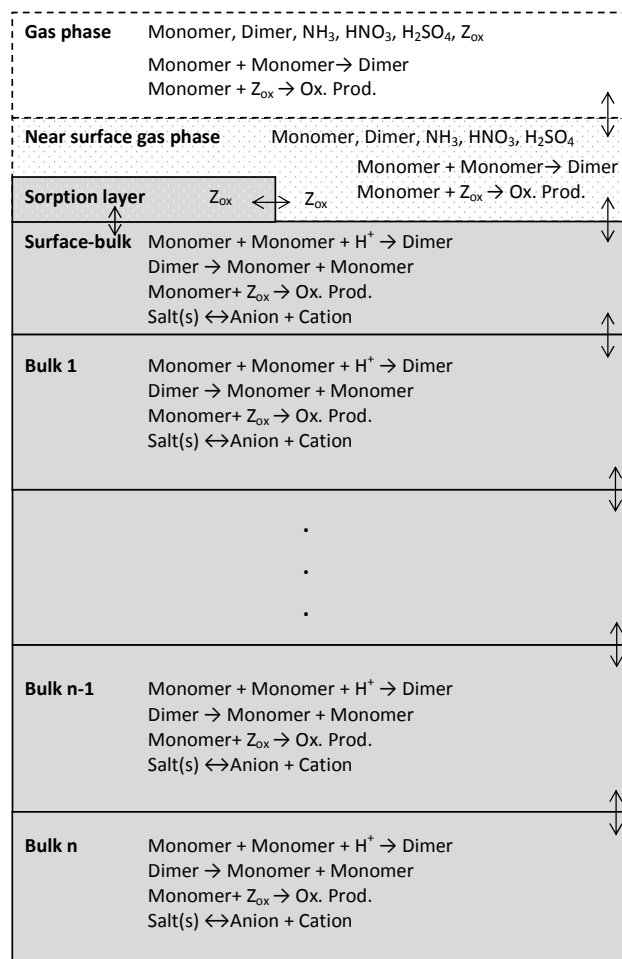 Gas phase Monomer, Dimer, NH₃, HNO₃, H₂SO₄, Zₒₓ
Monomer + Monomer→ Dimer
Monomer + Zₒₓ → Ox. Prod.
Near surface gas phase Monomer, Dimer, NH₃, HNO₃, H₂SO₄
Monomer + Monomer→ Dimer
Monomer + Zₒₓ → Ox. Prod.
Sorption layer Zₒₓ ↔ Zₒₓ
Surface-bulk Monomer + Monomer + H⁺ → Dimer
Dimer → Monomer + Monomer
Monomer+ Zₒₓ → Ox. Prod.
Salt(s) ↔Anion + Cation
Bulk 1 Monomer + Monomer + H⁺ → Dimer
Dimer → Monomer + Monomer
Monomer+ Zₒₓ → Ox. Prod.
Salt(s) ↔Anion + Cation
.
.
.
Bulk n-1 Monomer + Monomer + H⁺ → Dimer
Dimer → Monomer + Monomer
Monomer+ Zₒₓ → Ox. Prod.
Salt(s) ↔Anion + Cation
Bulk n Monomer + Monomer + H⁺ → Dimer
Dimer → Monomer + Monomer
Monomer+ Zₒₓ → Ox. Prod.
Salt(s) ↔Anion + Cation